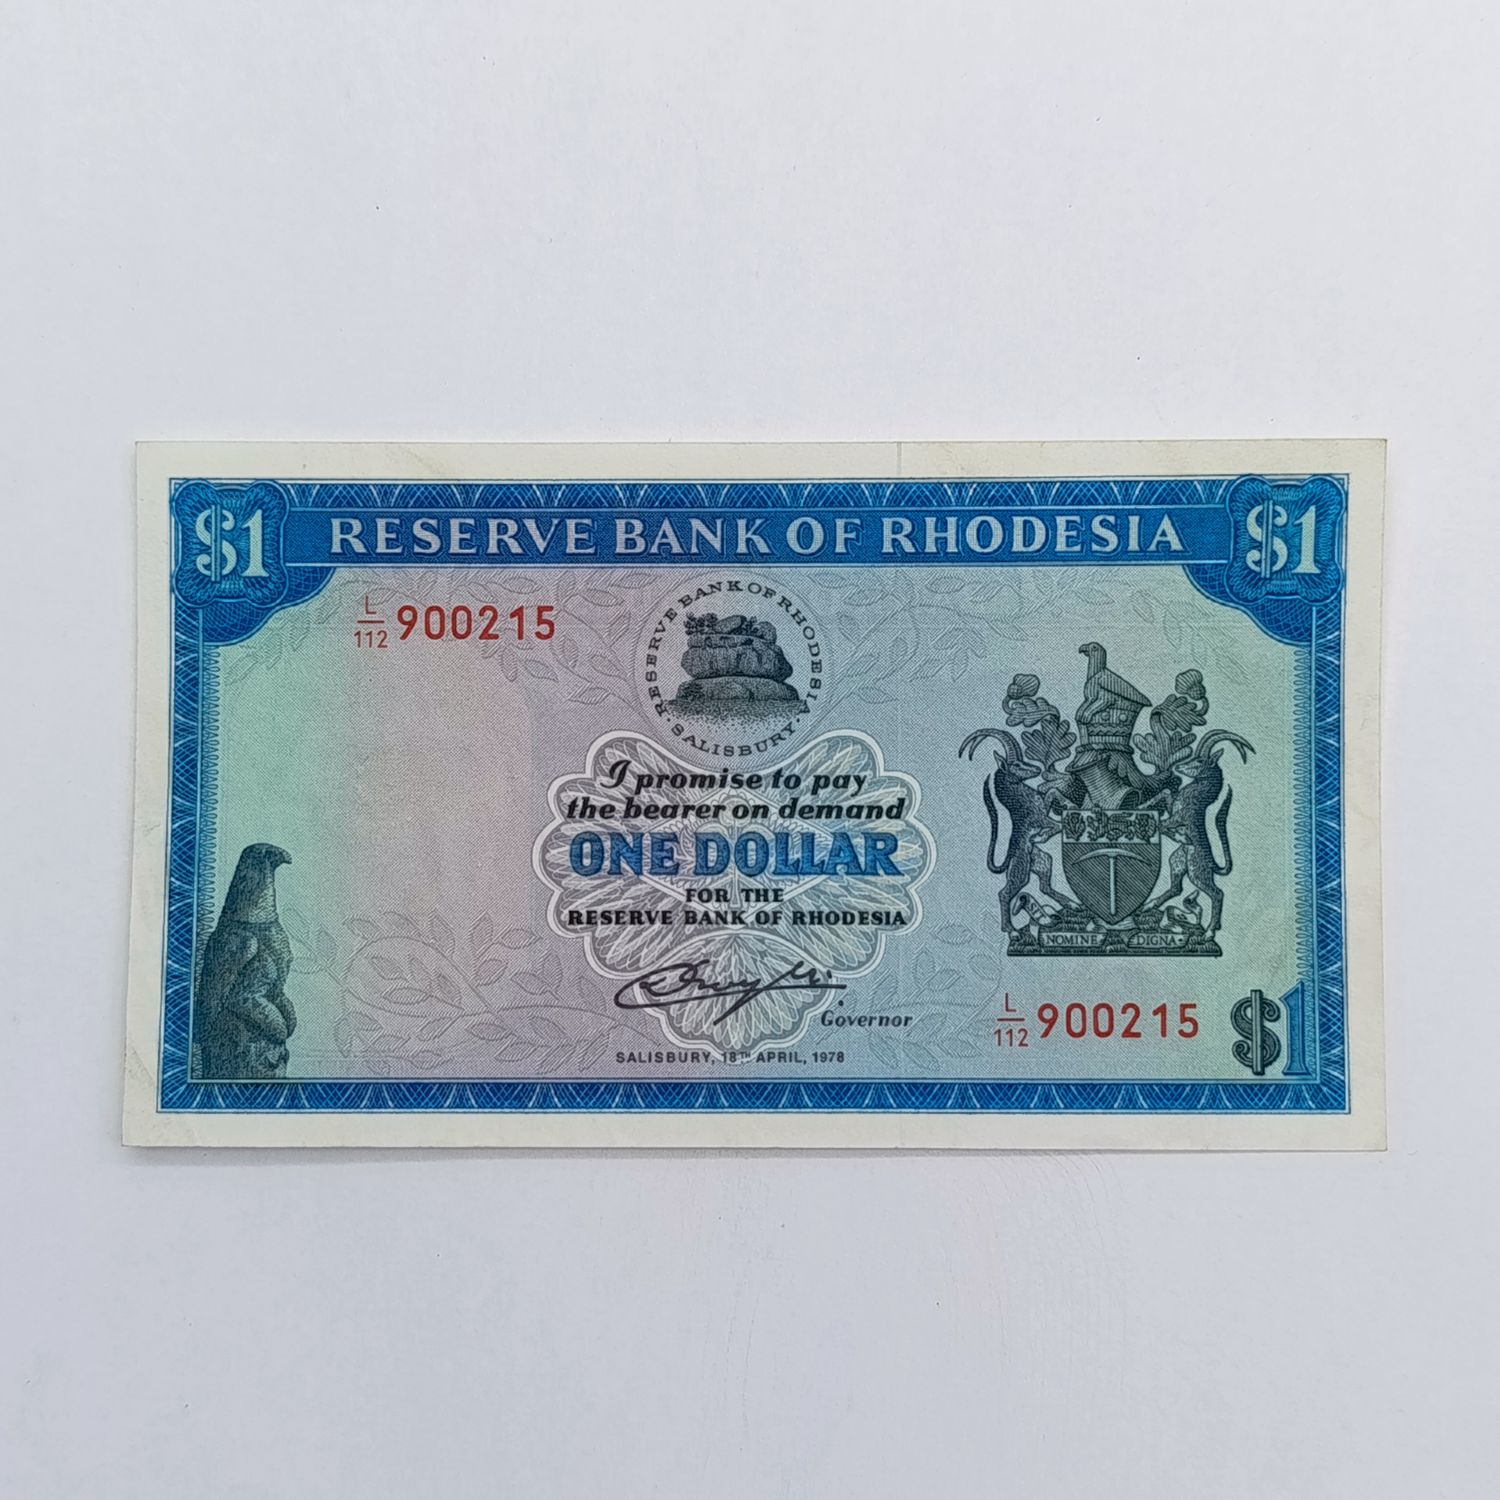 $1 RESERVE BANK OF RHODESIA $1
L/112 900215
RESERVE BANK OF RHODESIA
· SALISBURY ·
I promise to pay
the bearer on demand
ONE DOLLAR
FOR THE
RESERVE BANK OF RHODESIA
NOMINE DIGNA
Governor
L/112 900215
$1
SALISBURY, 18TH APRIL, 1978